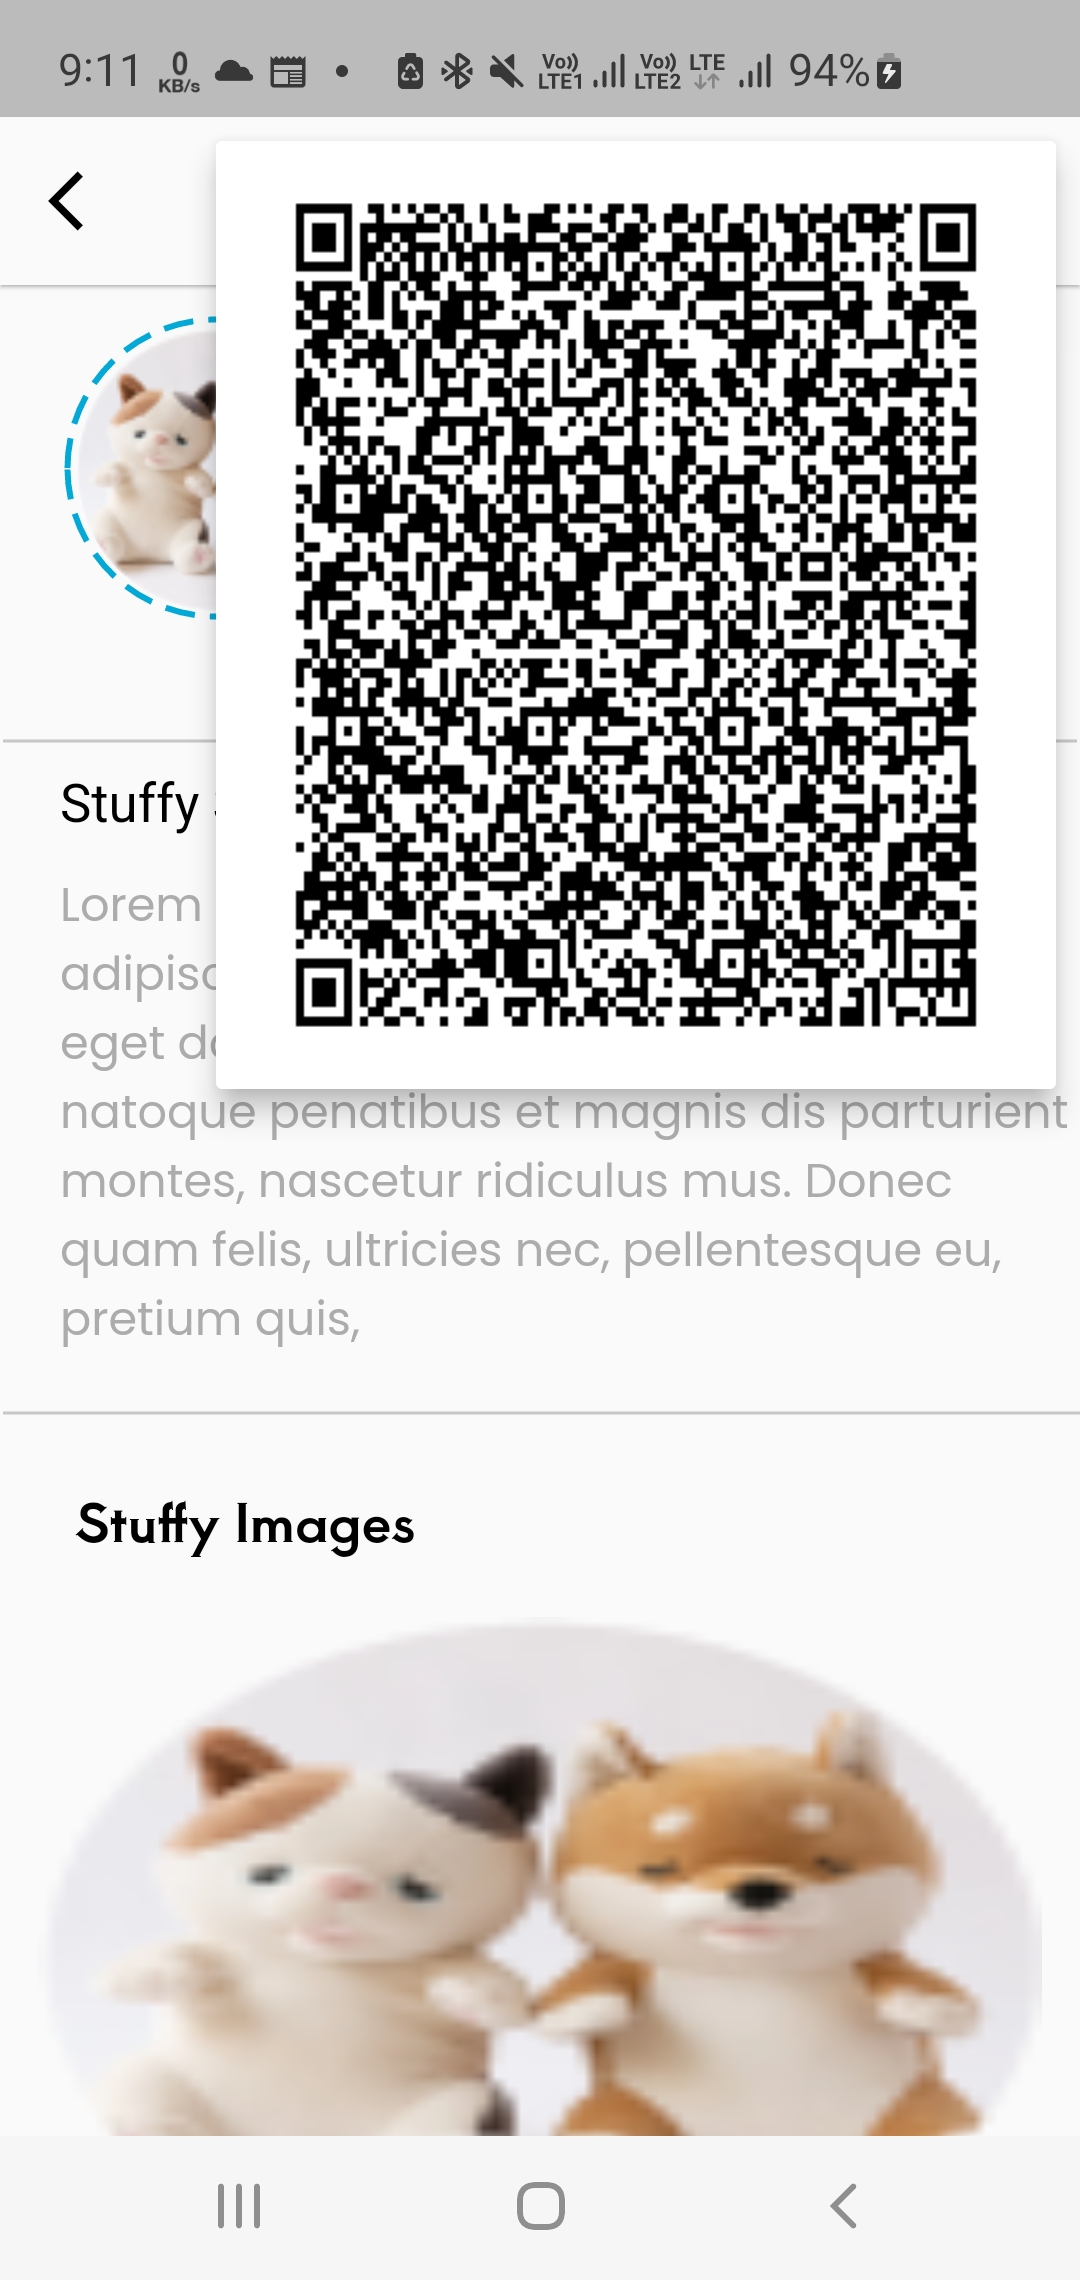 9:11 0 KB/s Vo)) LTE1 Vo)) LTE2 LTE 94%
Stuffy
Lorem
adipisc
eget do
natoque penatibus et magnis dis parturient
montes, nascetur ridiculus mus. Donec
quam felis, ultricies nec, pellentesque eu,
pretium quis,
Stuffy Images